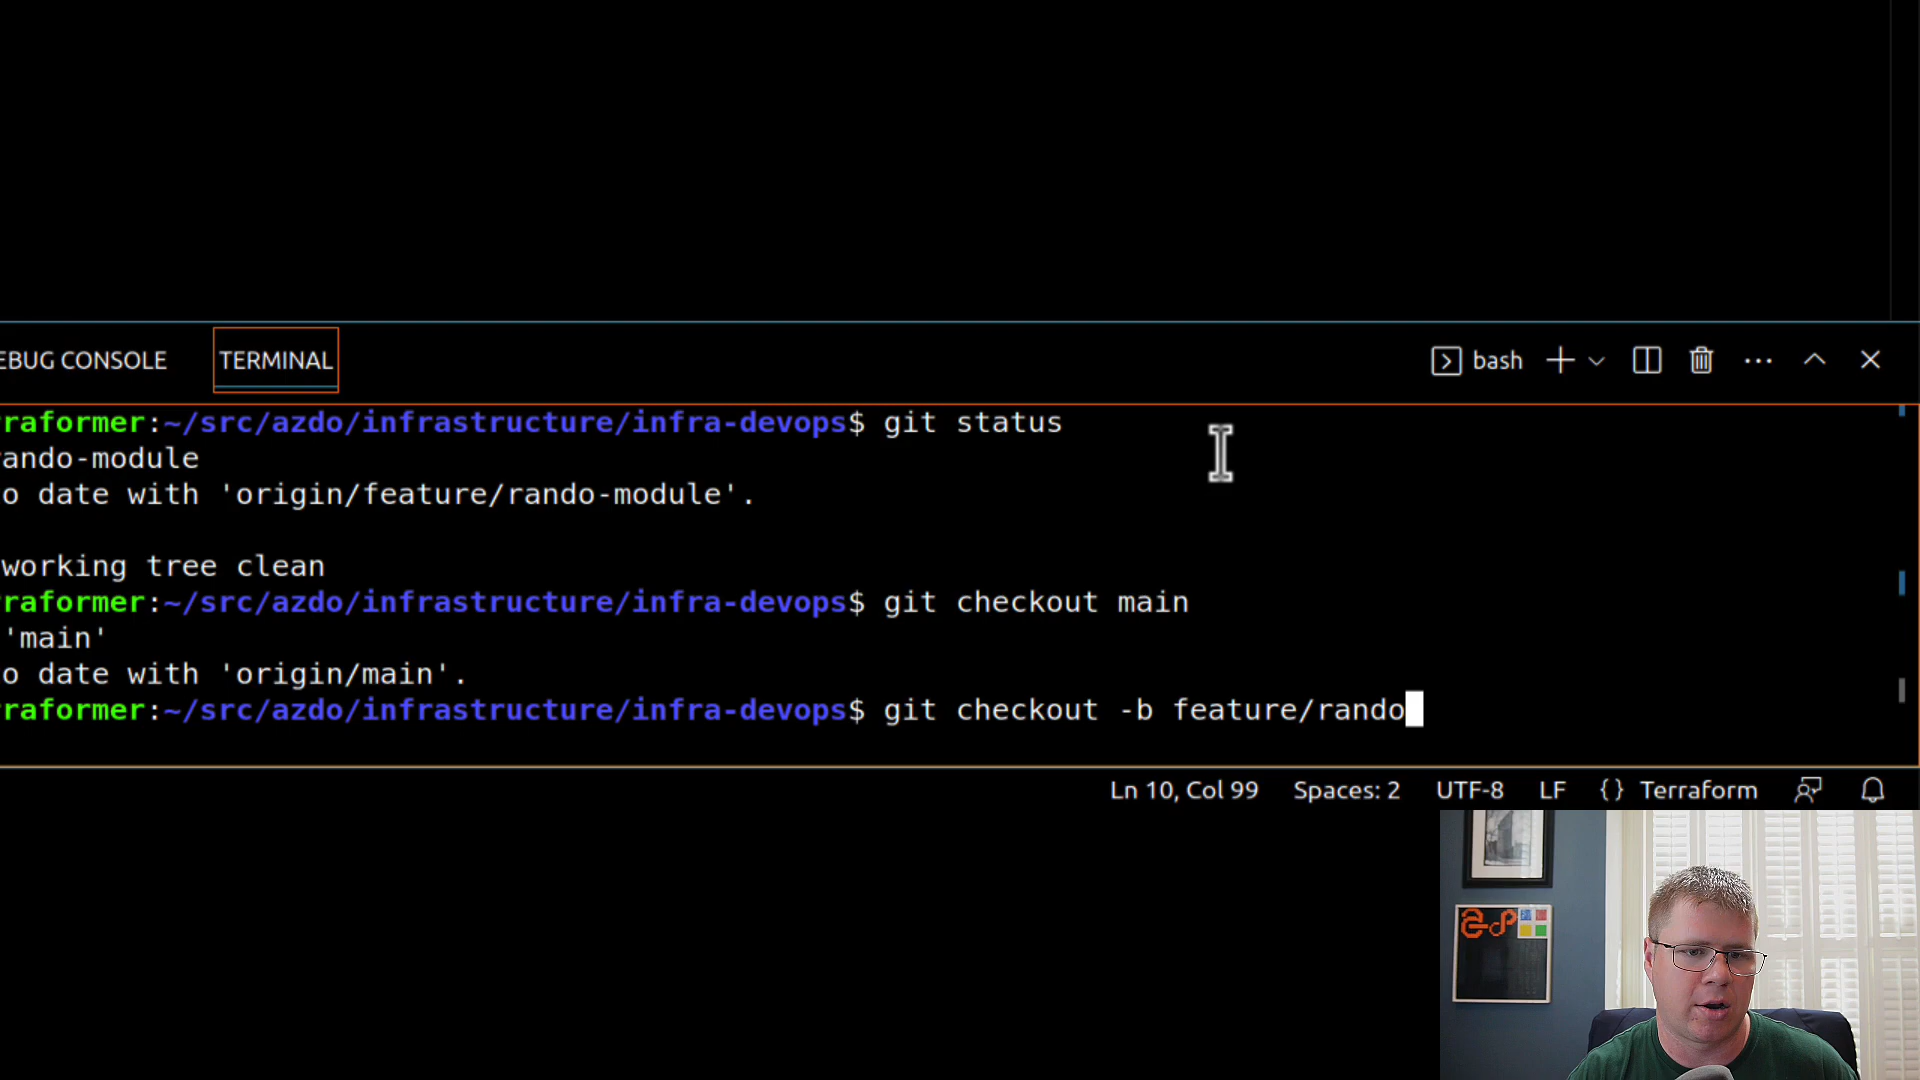 EBUG CONSOLE TERMINAL bash
raformer:~/src/azdo/infrastructure/infra-devops$ git status
ando-module
o date with 'origin/feature/rando-module'.
working tree clean
raformer:~/src/azdo/infrastructure/infra-devops$ git checkout main
'main'
o date with 'origin/main'.
raformer:~/src/azdo/infrastructure/infra-devops$ git checkout -b feature/rando
Ln 10, Col 99 Spaces: 2 UTF-8 LF {} Terraform